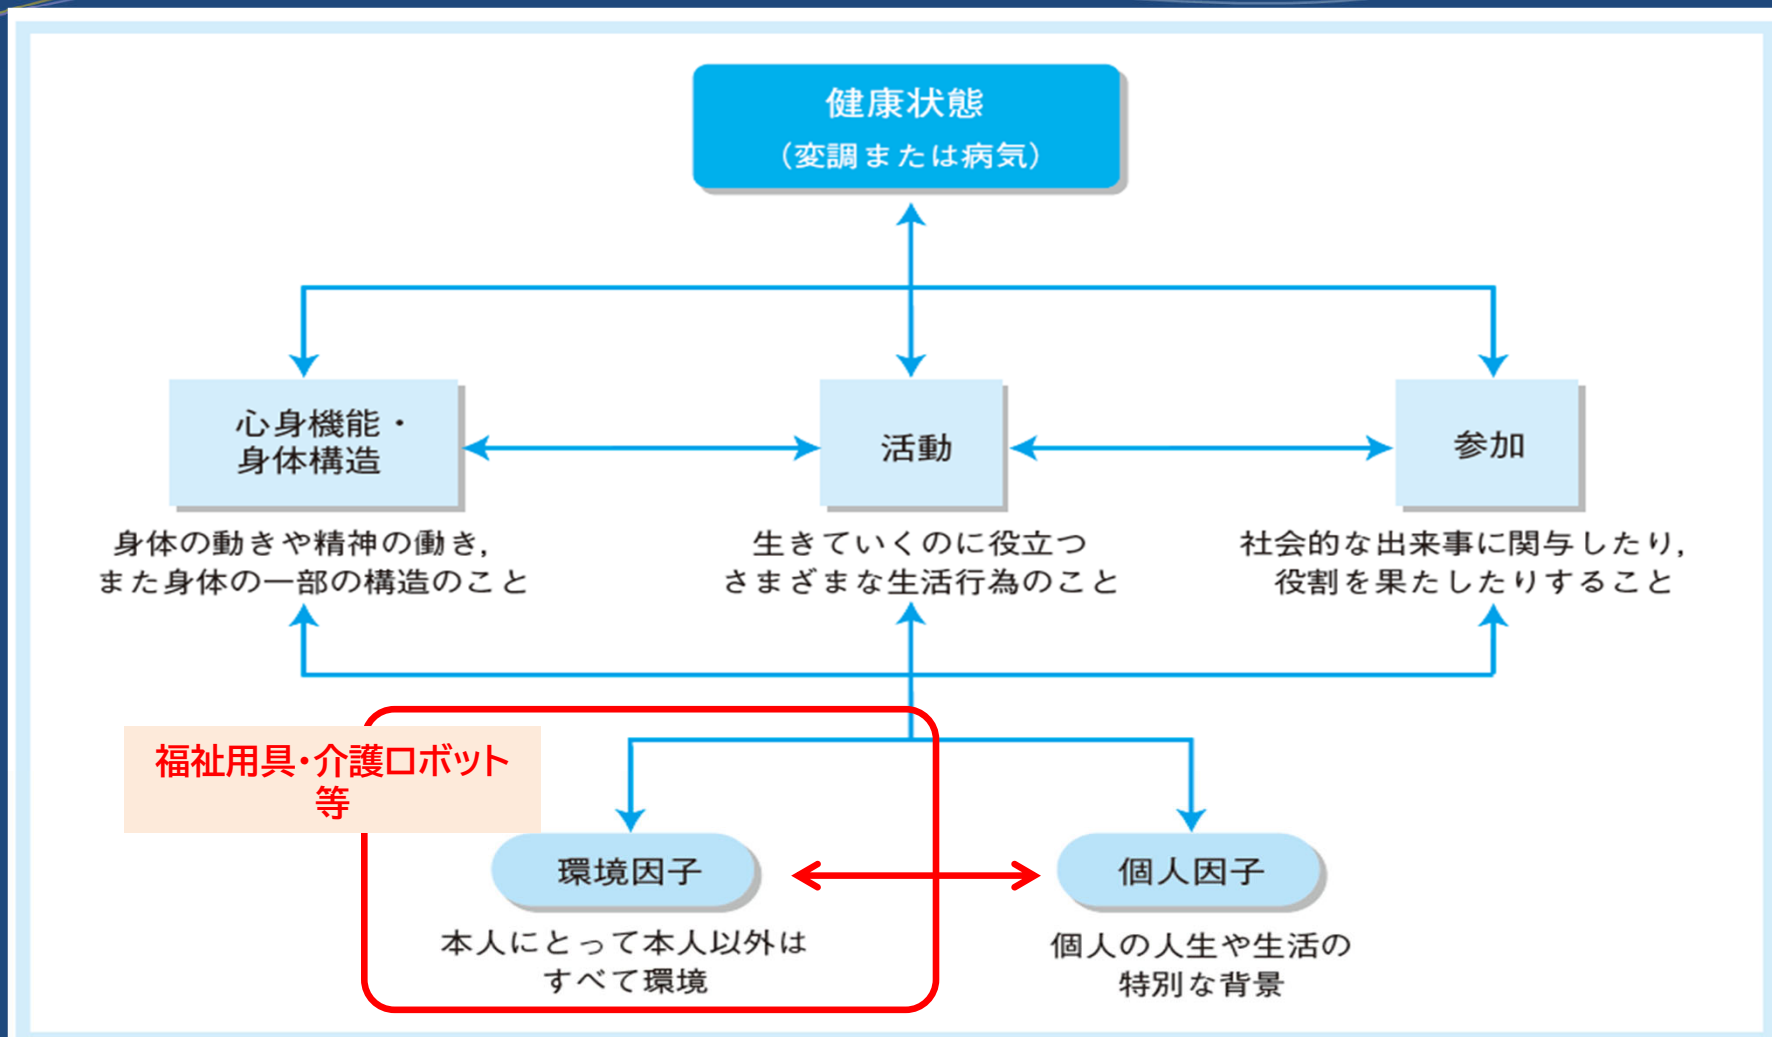 健康状態
（変調または病気）
心身機能・
身体構造
活動
参加
身体の動きや精神の働き,
また身体の一部の構造のこと
生きていくのに役立つ
さまざまな生活行為のこと
社会的な出来事に関与したり,
役割を果たしたりすること
福祉用具・介護ロボット
等
環境因子
個人因子
本人にとって本人以外は
すべて環境
個人の人生や生活の
特別な背景